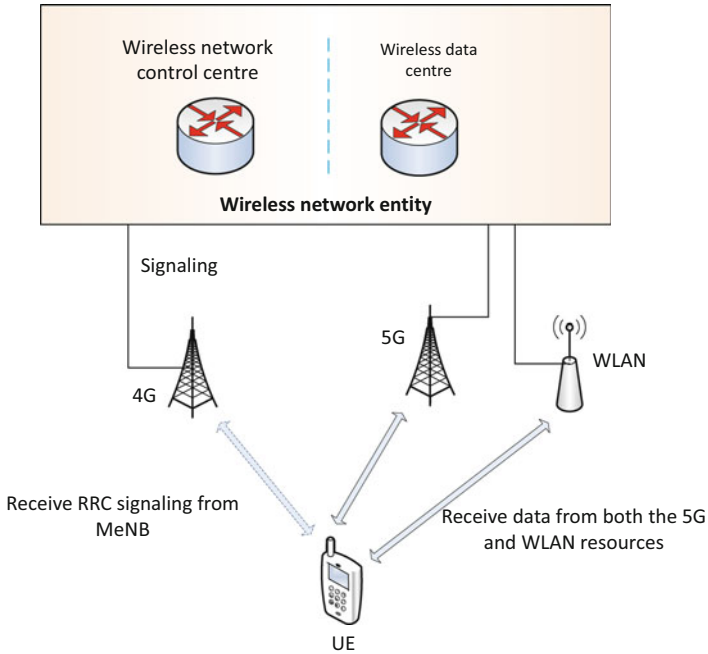 Wireless network
control centre
Wireless data
centre
Wireless network entity
Signaling
5G
WLAN
4G
Receive RRC signaling from
MeNB
Receive data from both the 5G
and WLAN resources
UE